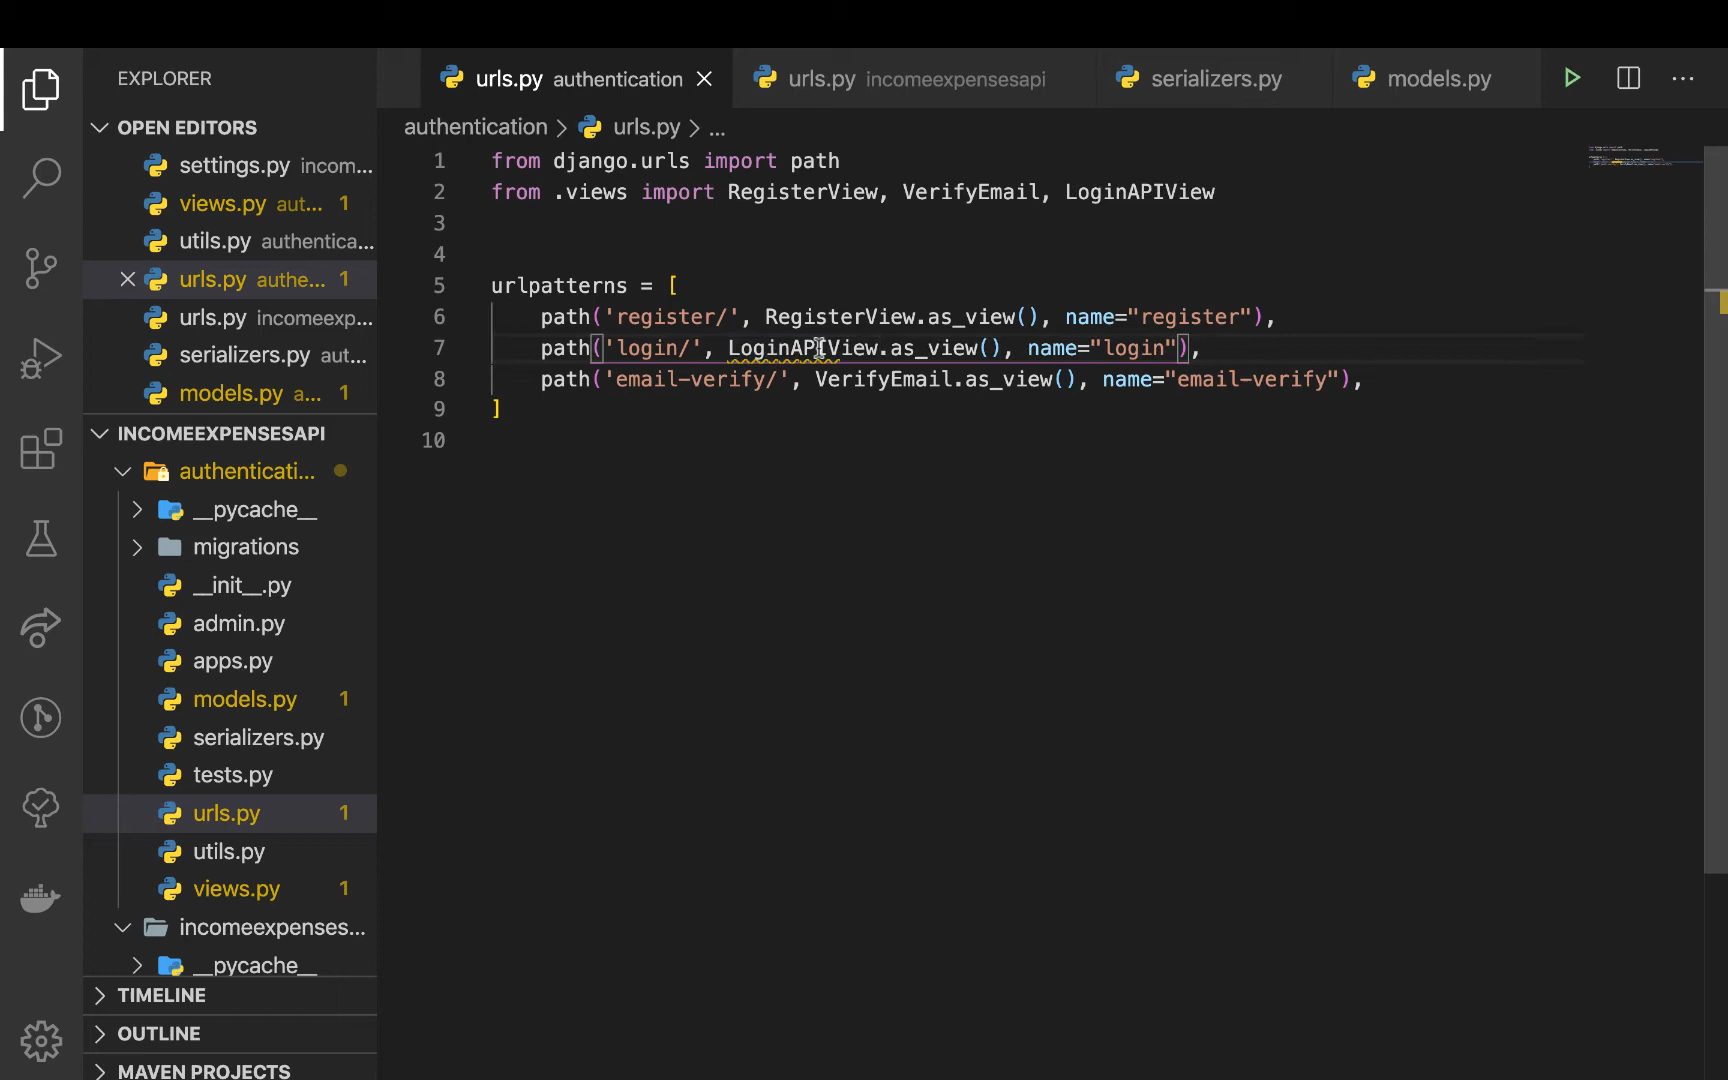 EXPLORER
OPEN EDITORS
settings.py incom...
views.py aut... 1
utils.py authentica...
urls.py authe... 1
urls.py incomeexp...
serializers.py aut...
models.py a... 1
INCOMEEXPENSESAPI
authenticati...
__pycache__
migrations
__init__.py
admin.py
apps.py
models.py 1
serializers.py
tests.py
urls.py 1
utils.py
views.py 1
incomeexpenses...
__pycache__
TIMELINE
OUTLINE
MAVEN PROJECTS
urls.py authentication
urls.py incomeexpensesapi
serializers.py
models.py
authentication > urls.py > ...
1 from django.urls import path
2 from .views import RegisterView, VerifyEmail, LoginAPIView
3
4
5 urlpatterns = [
6 path('register/', RegisterView.as_view(), name="register"),
7 path('login/', LoginAPIView.as_view(), name="login"),
8 path('email-verify/', VerifyEmail.as_view(), name="email-verify"),
9 ]
10